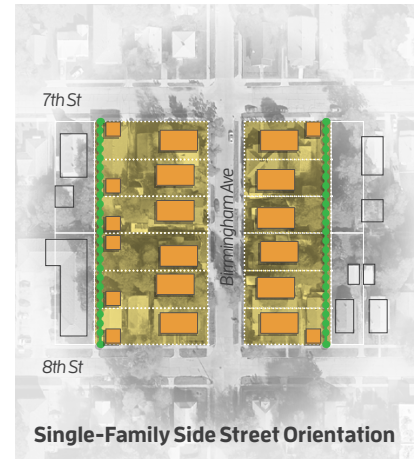 7th St
Birmingham Ave
8th St
Single-Family Side Street Orientation